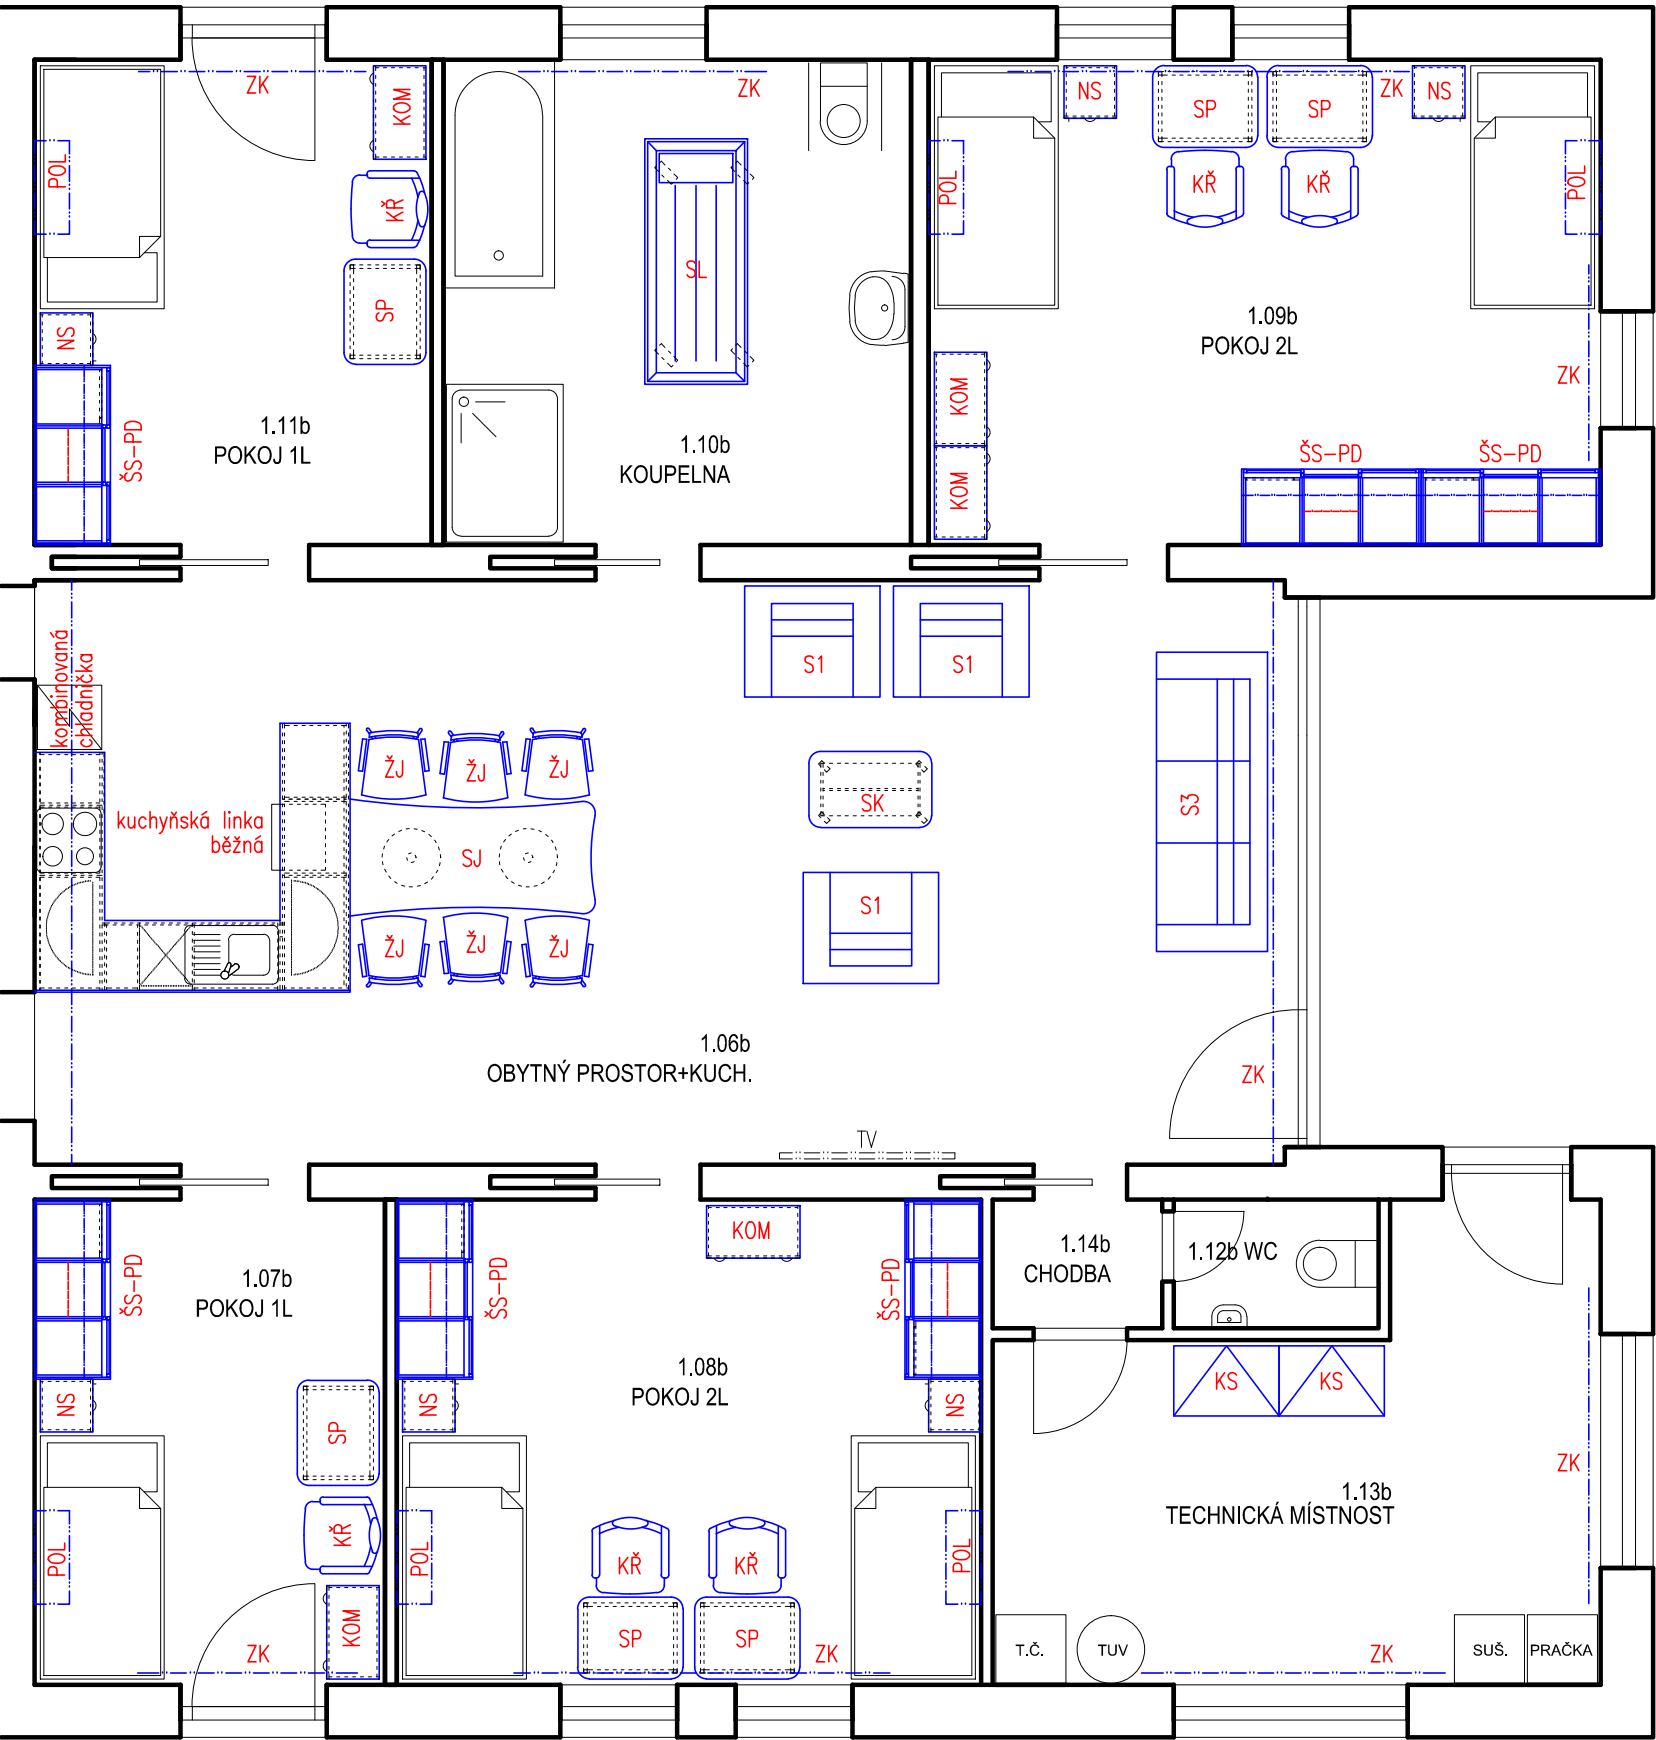 ZK
KOM
ZK
NS
SP
SP
ZK
NS
POL
KŘ
POL
KŘ
KŘ
POL
SL
NS
SP
1.09b
POKOJ 2L
ZK
KOM
1.11b
POKOJ 1L
ŠS-PD
1.10b
KOUPELNA
ŠS-PD
ŠS-PD
KOM
kombinovaná
chladnička
S1
S1
ŽJ
ŽJ
ŽJ
SK
S3
kuchyňská linka
běžná
SJ
S1
ŽJ
ŽJ
ŽJ
1.06b
OBYTNÝ PROSTOR+KUCH.
ZK
TV
KOM
ŠS-PD
1.07b
POKOJ 1L
ŠS-PD
ŠS-PD
1.14b
CHODBA
1.12b WC
1.08b
POKOJ 2L
NS
NS
NS
KS
KS
SP
ZK
1.13b
TECHNICKÁ MÍSTNOST
POL
KŘ
POL
KŘ
KŘ
POL
KOM
ZK
SP
SP
ZK
T.Č.
TUV
ZK
SUŠ.
PRAČKA